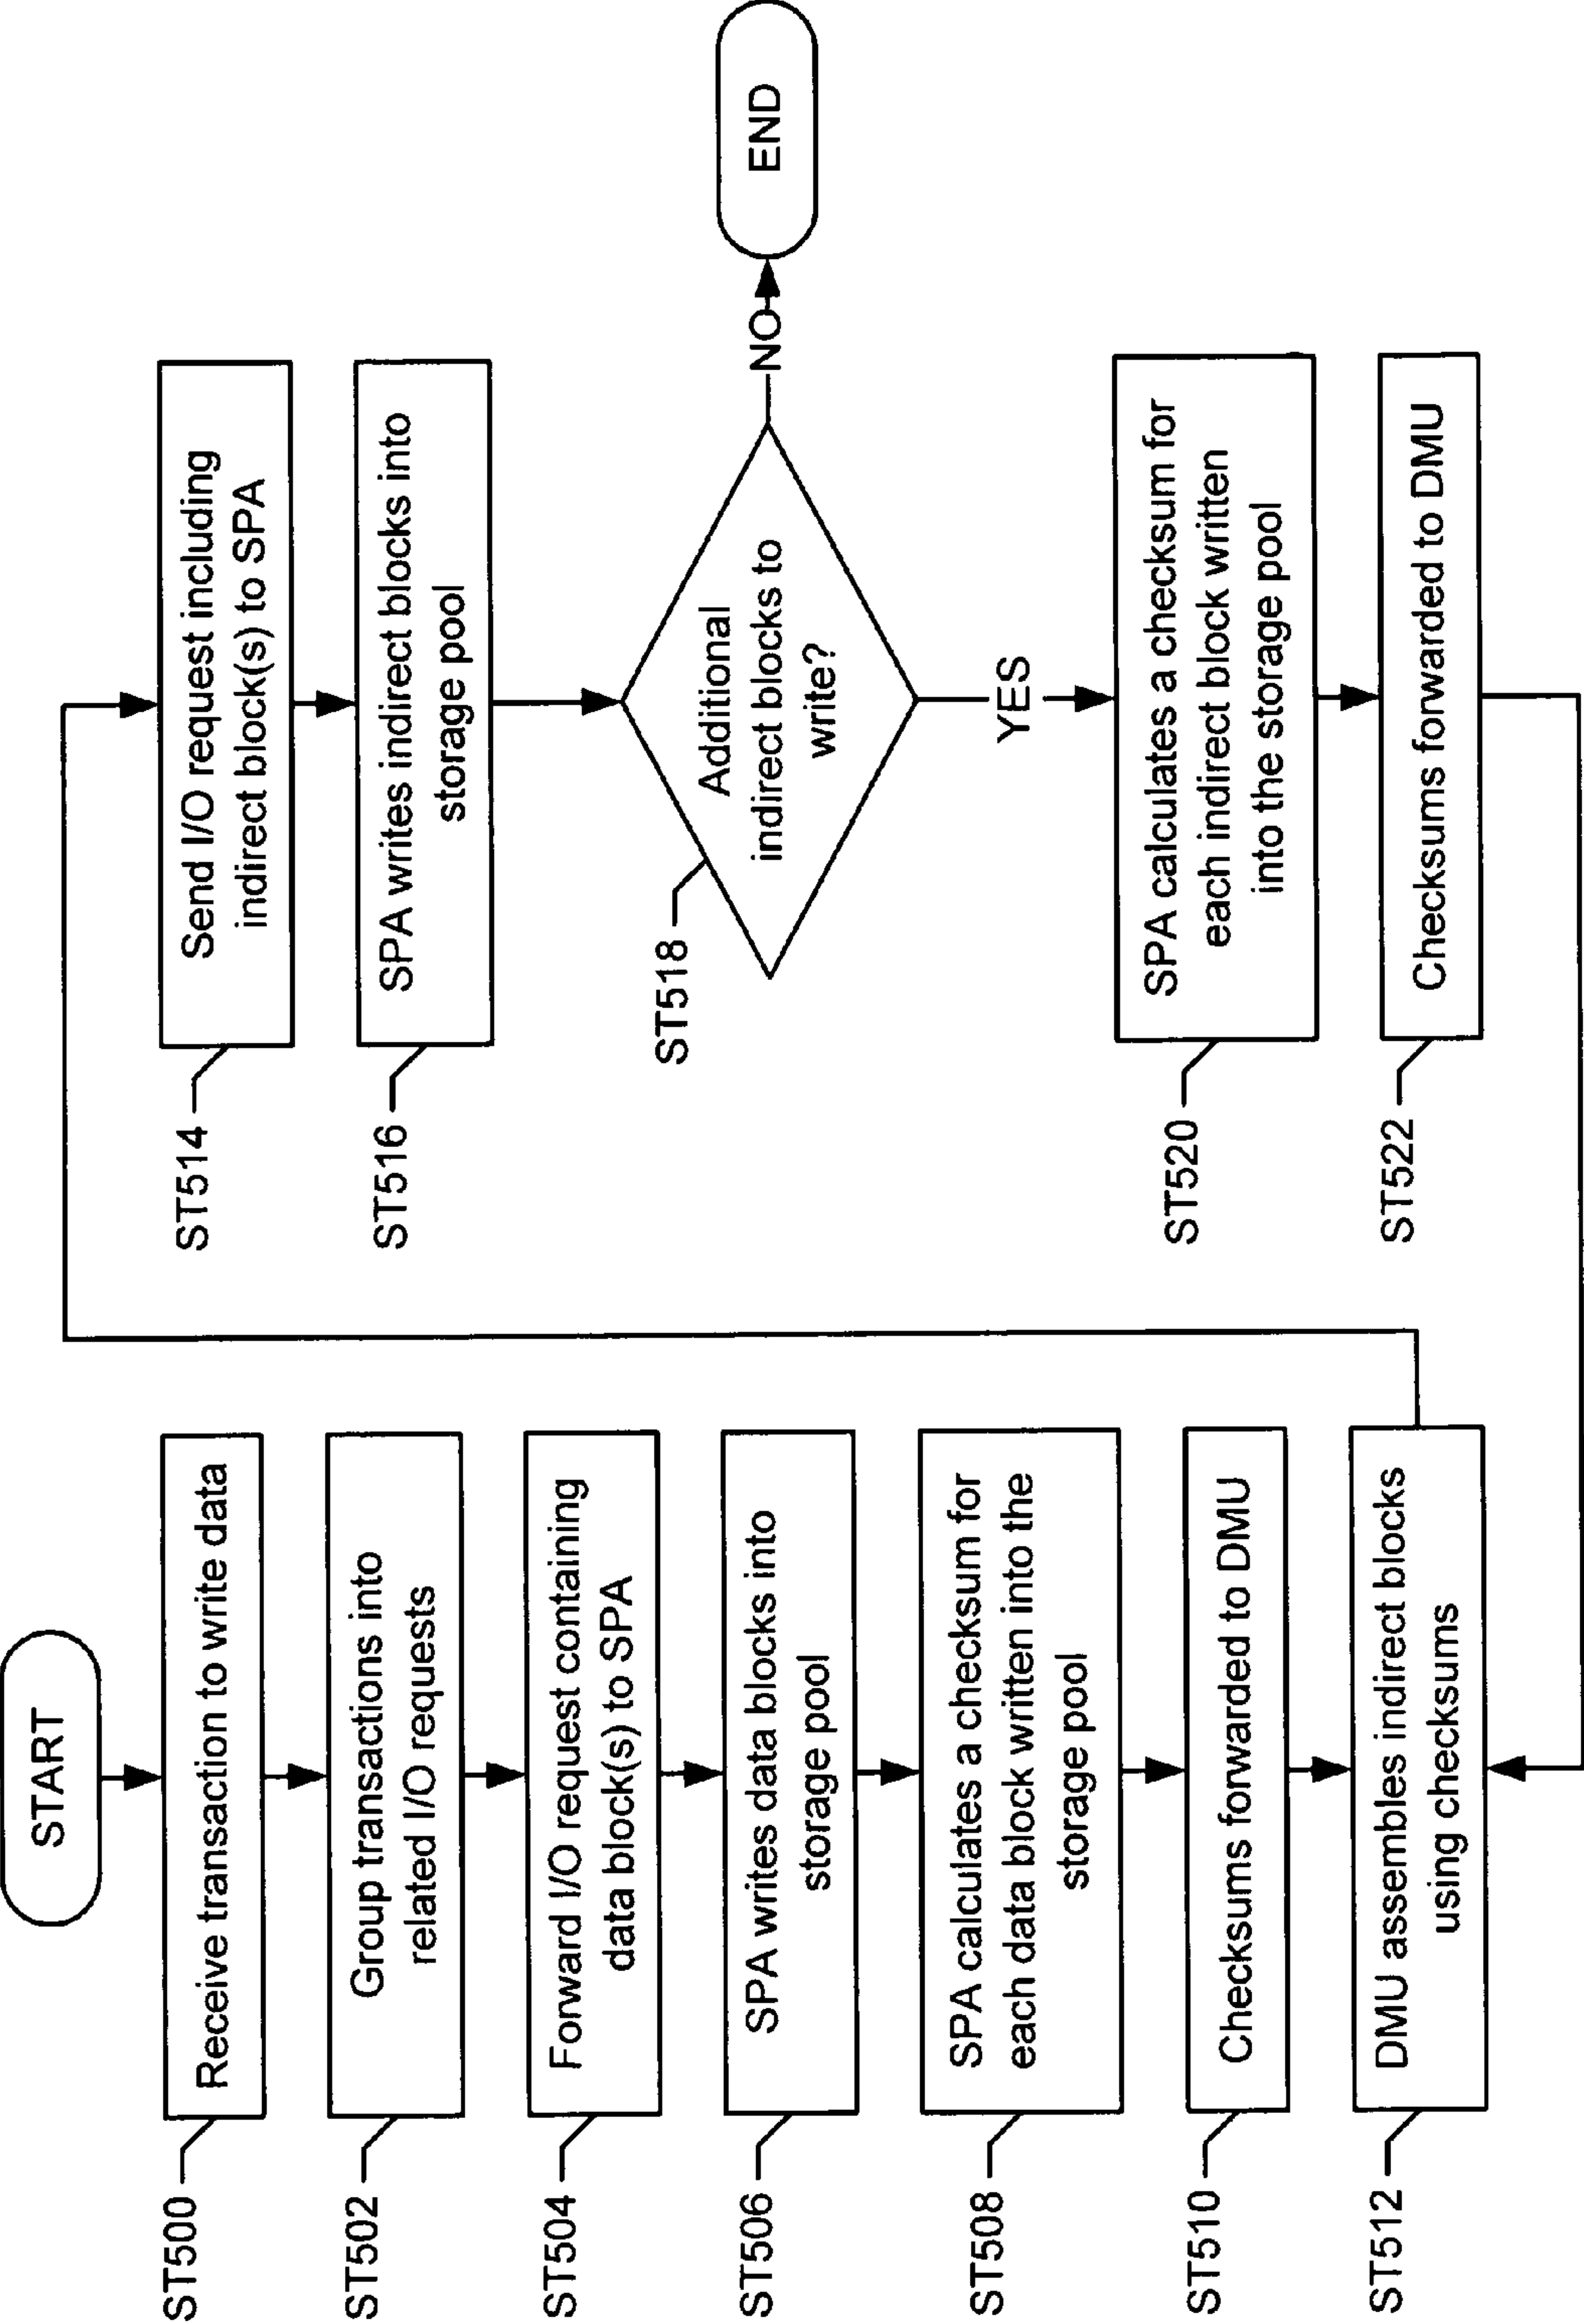 START
ST500
Receive transaction to write data
ST502
Group transactions into
related I/O requests
ST504
Forward I/O request containing
data block(s) to SPA
ST506
SPA writes data blocks into
storage pool
ST508
SPA calculates a checksum for
each data block written into the
storage pool
ST510
Checksums forwarded to DMU
ST512
DMU assembles indirect blocks
using checksums
ST514
Send I/O request including
indirect block(s) to SPA
ST516
SPA writes indirect blocks into
storage pool
ST518
Additional
indirect blocks to
write?
NO
END
YES
ST520
SPA calculates a checksum for
each indirect block written
into the storage pool
ST522
Checksums forwarded to DMU